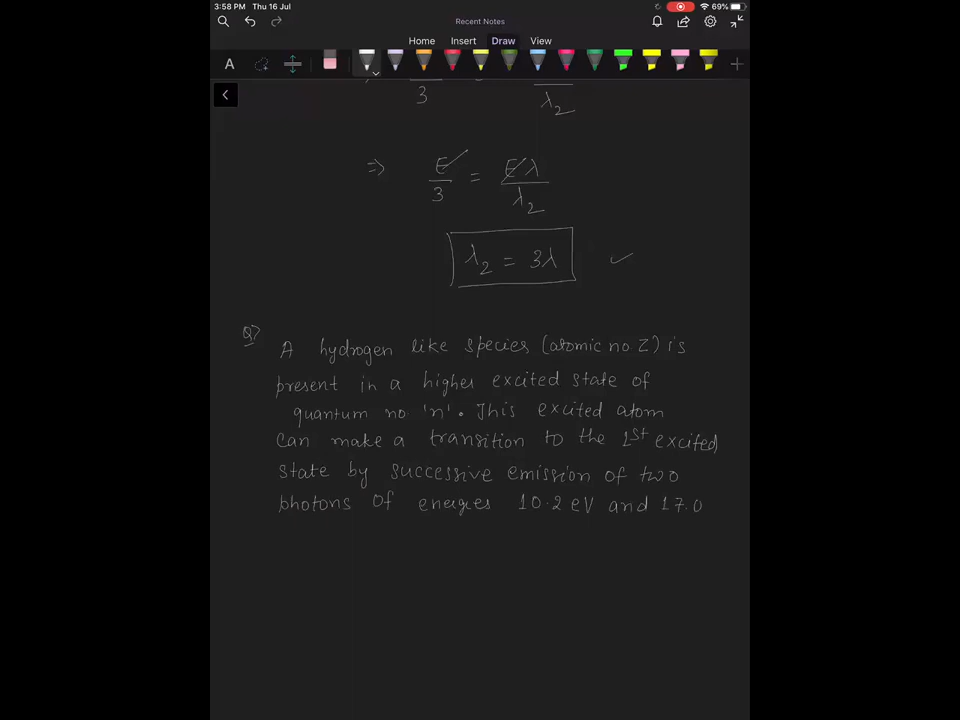 3:58 PM Thu 16 Jul
69%
Recent Notes
Home Insert Draw View
A
3
λ2
⇒ E/3 = Eλ/λ2
λ2 = 3λ
Q7
A hydrogen like species (atomic no Z) is
present in a higher excited state of
quantum no. 'n'. This excited atom
can make a transition to the 1st excited
state by successive emission of two
photons of energies 10.2 eV and 17.0